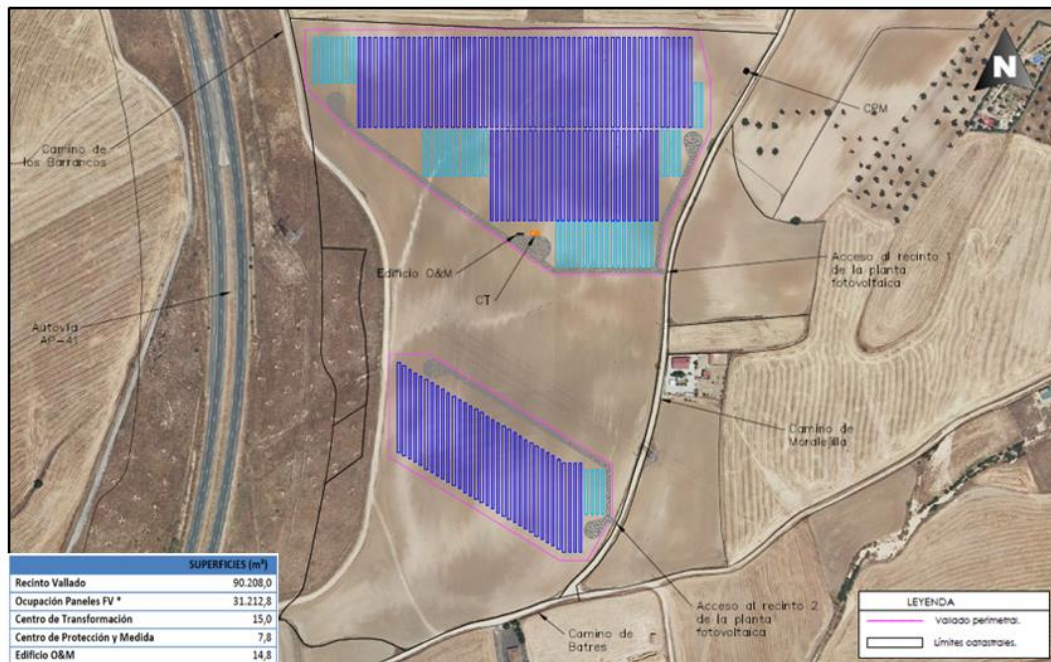 N
CPM
Camino de
los Barrancos
Edificio O&M
CT
Acceso al recinto 1
de la planta
fotovoltaica
Autovía
AP-41
Camino de
Moralejilla
SUPERFICIES (m²)
Recinto Vallado 90.208,0
Ocupación Paneles FV * 31.212,8
Centro de Transformación 15,0
Centro de Protección y Medida 7,8
Edificio O&M 14,8
Acceso al recinto 2
de la planta
fotovoltaica
Camino de
Batres
LEYENDA
Vallado perimetral.
Límites catastrales.